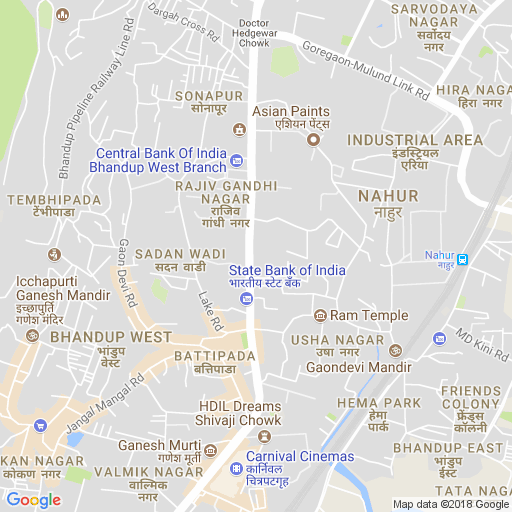 Dargah Cross Rd
Doctor
Hedgewar
Chowk
SARVODAYA
NAGAR
सर्वोदय
नगर
Goregaon-Mulund Link Rd
Bhandup Pipeline Railway Line Rd
SONAPUR
सोनापूर
HIRA NAGA
हिरा नगर
Asian Paints
एशियन पेंट्स
INDUSTRIAL AREA
इंडस्ट्रियल
एरिया
Central Bank Of India
Bhandup West Branch
RAJIV GANDHI
NAGAR
राजिव
गांधी नगर
NAHUR
नाहुर
TEMBHIPADA
टेंभीपाडा
Gaon Devi Rd
SADAN WADI
सदन वाडी
Nahur
नाहुर
State Bank of India
भारतीय स्टेट बँक
Icchapurti
Ganesh Mandir
इच्छापुर्ति
गणेश मंदिर
Lake Rd
Ram Temple
MD Kini Rd
BHANDUP WEST
भांडुप
वेस्ट
USHA NAGAR
उषा नगर
BATTIPADA
बत्तिपाडा
Gaondevi Mandir
Jangal Mangal Rd
FRIENDS
COLONY
फ्रेंड्स
कॉलनी
HDIL Dreams
Shivaji Chowk
HEMA PARK
हेमा
पार्क
Ganesh Murti
गणेश मूर्ती
BHANDUP EAST
भांडुप
ईस्ट
KAN NAGAR
कोकण नगर
VALMIK NAGAR
वाल्मिक
नगर
Carnival Cinemas
कार्निवल
चित्रपटगृह
TATA NAGA
Google
Map data ©2018 Google